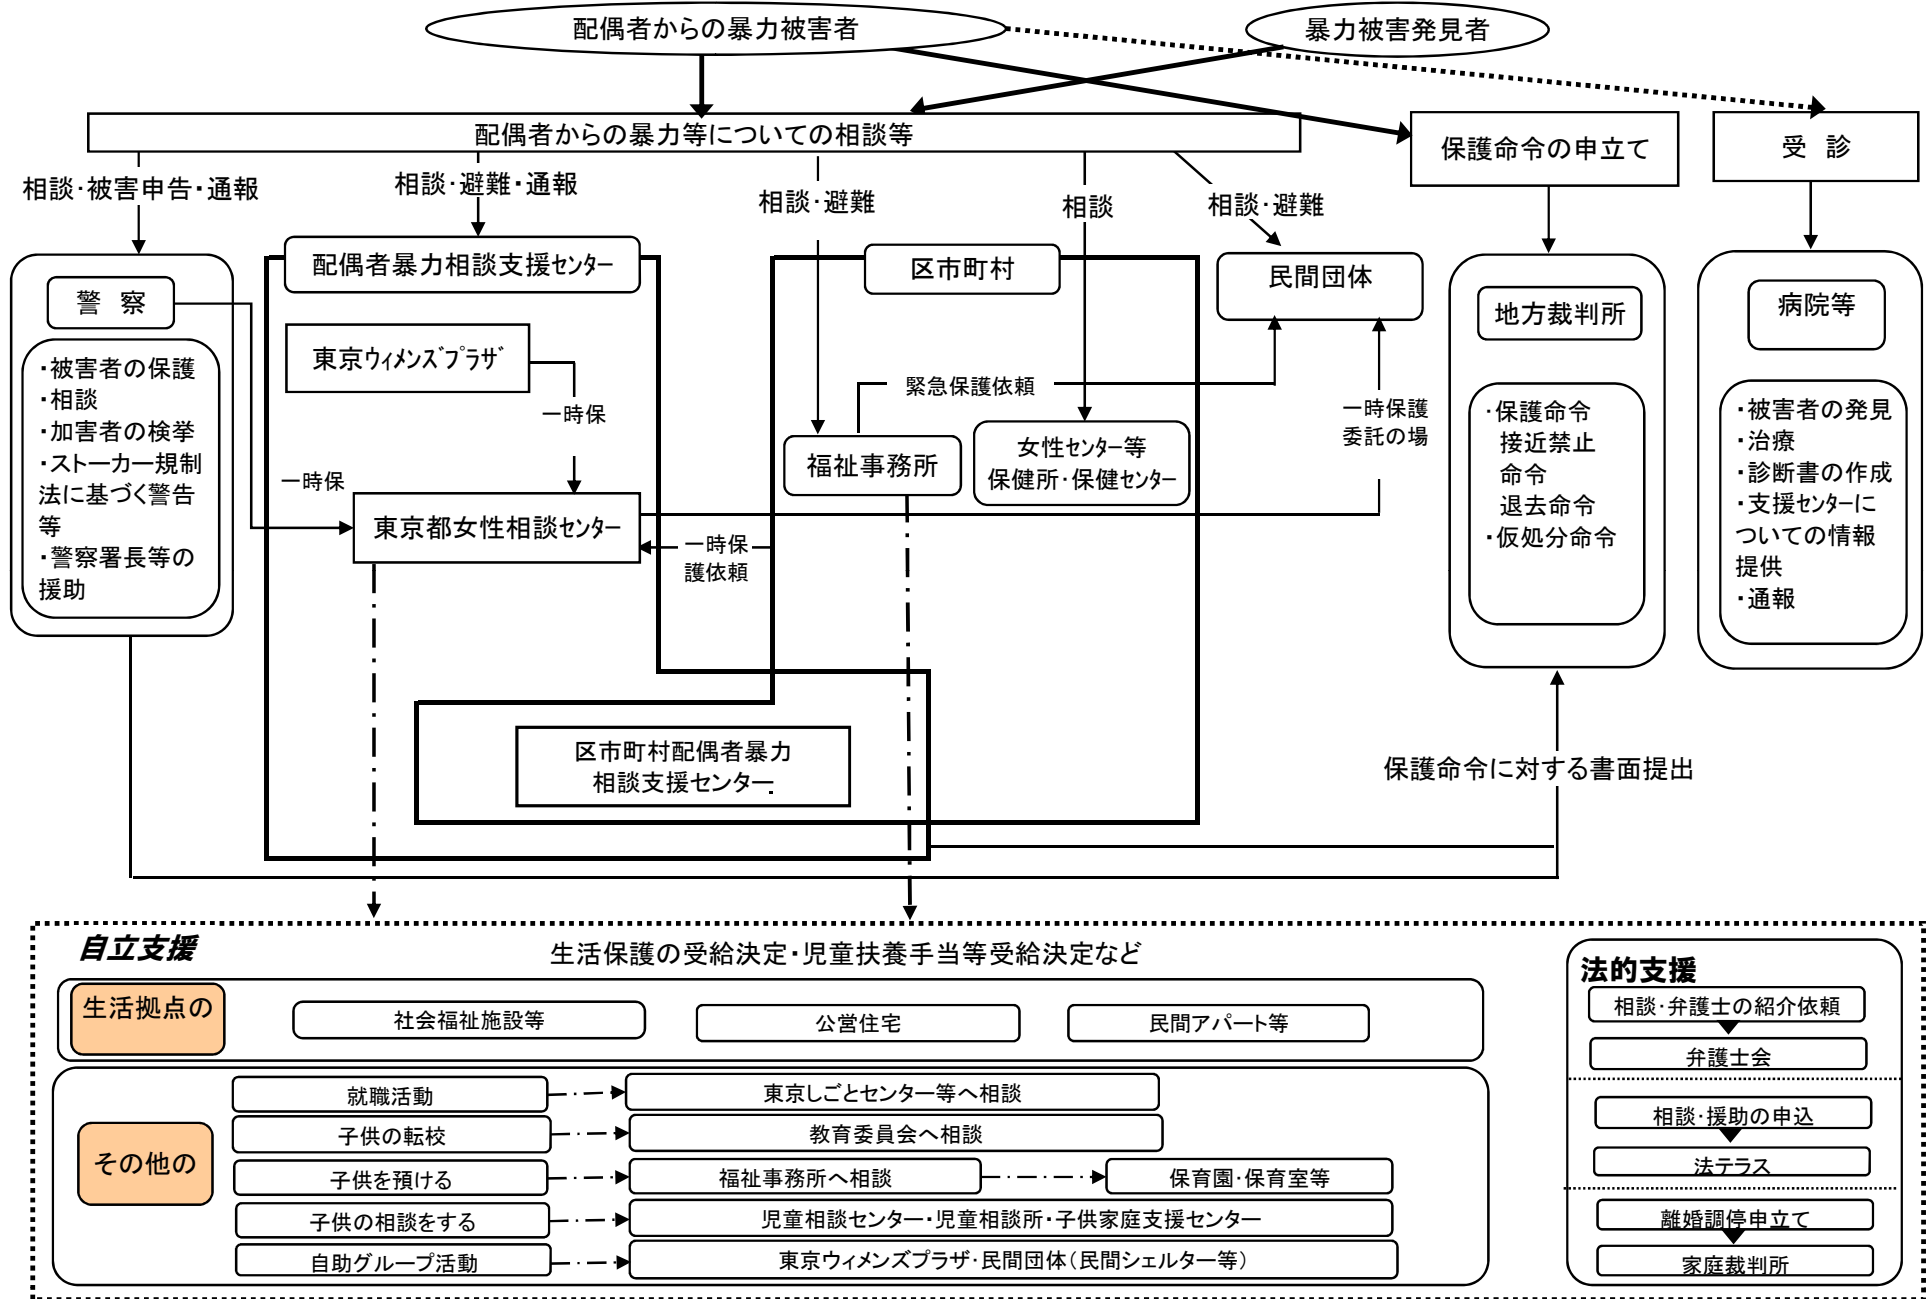 配偶者からの暴力被害者
暴力被害発見者
配偶者からの暴力等についての相談等
保護命令の申立て
受 診
相談・被害申告・通報
相談・避難・通報
相談・避難
相談
相談・避難
警 察
・被害者の保護
・相談
・加害者の検挙
・ストーカー規制
法に基づく警告
等
・警察署長等の
援助
配偶者暴力相談支援センター
東京ウィメンズプラザ
一時保
一時保
東京都女性相談センター
一時保
護依頼
区市町村
緊急保護依頼
福祉事務所
女性センター等
保健所・保健センター
民間団体
一時保護
委託の場
地方裁判所
・保護命令
接近禁止
命令
退去命令
・仮処分命令
病院等
・被害者の発見
・治療
・診断書の作成
・支援センターに
ついての情報
提供
・通報
区市町村配偶者暴力
相談支援センター
保護命令に対する書面提出
自立支援
生活保護の受給決定・児童扶養手当等受給決定など
生活拠点の
社会福祉施設等
公営住宅
民間アパート等
その他の
就職活動
東京しごとセンター等へ相談
子供の転校
教育委員会へ相談
子供を預ける
福祉事務所へ相談
保育園・保育室等
子供の相談をする
児童相談センター・児童相談所・子供家庭支援センター
自助グループ活動
東京ウィメンズプラザ・民間団体（民間シェルター等）
法的支援
相談・弁護士の紹介依頼
弁護士会
相談・援助の申込
法テラス
離婚調停申立て
家庭裁判所